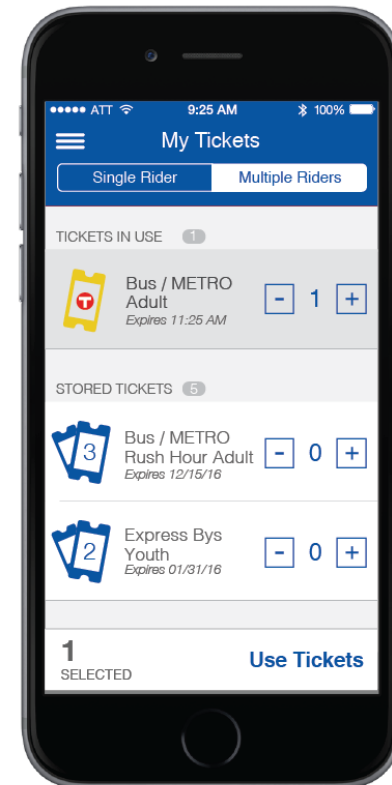 ATT 9:25 AM 100%
My Tickets
Single Rider Multiple Riders
TICKETS IN USE 1
T
Bus / METRO
Adult
Expires 11:25 AM
- 1 +
STORED TICKETS 5
3
Bus / METRO
Rush Hour Adult
Expires 12/15/16
- 0 +
2
Express Bys
Youth
Expires 01/31/16
- 0 +
1
SELECTED
Use Tickets